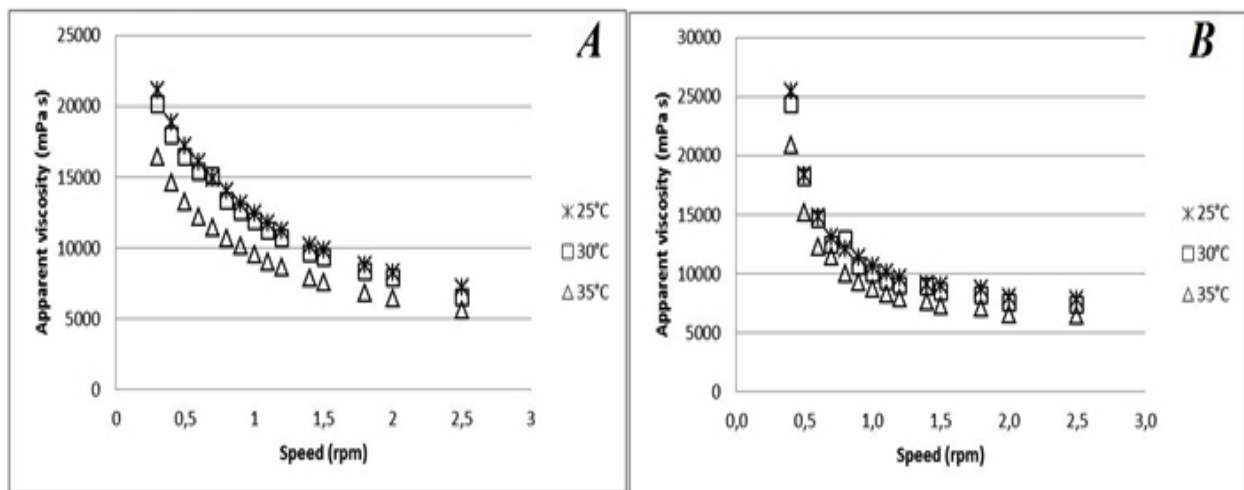 A
Apparent viscosity (mPa s)
25000
20000
15000
10000
5000
0
0 0,5 1 1,5 2 2,5 3
Speed (rpm)
25°C
30°C
35°C
B
Apparent viscosity (mPa s)
30000
25000
20000
15000
10000
5000
0
0,0 0,5 1,0 1,5 2,0 2,5 3,0
Speed (rpm)
25°C
30°C
35°C